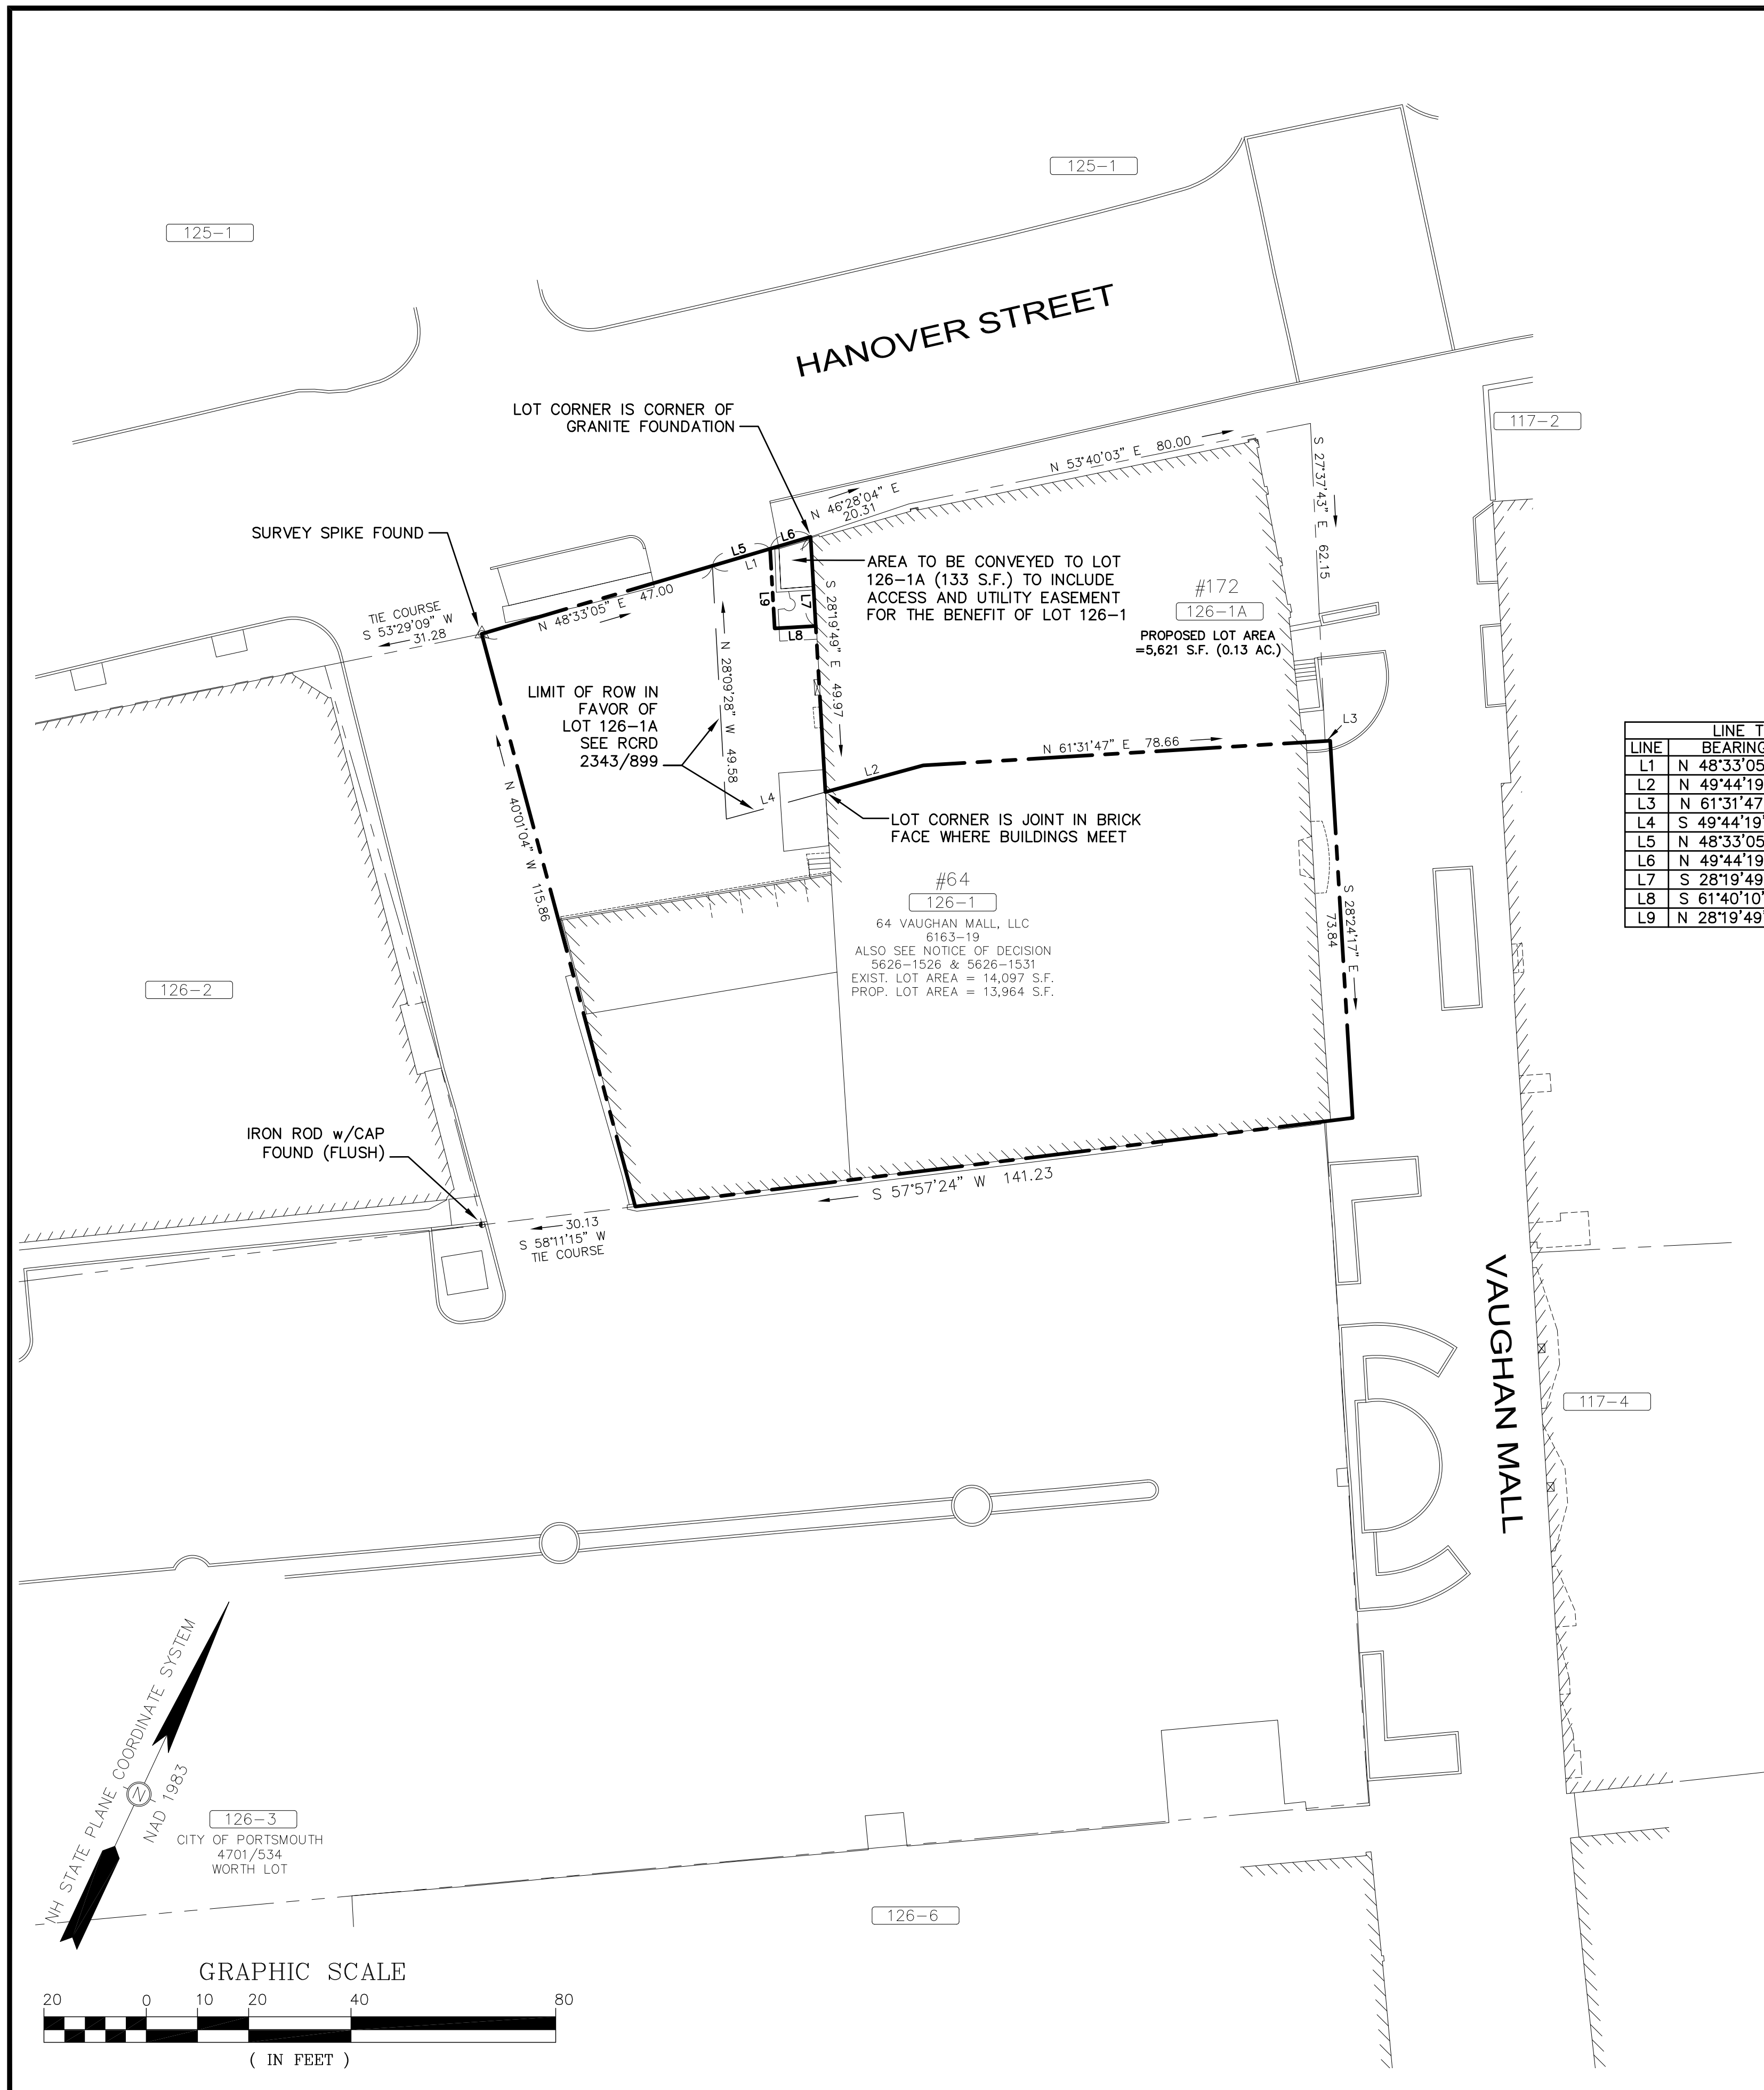 125-1
125-1
HANOVER STREET
117-2
LOT CORNER IS CORNER OF
GRANITE FOUNDATION
N 53°40'03" E 80.00
N 46°28'04" E
20.31
S 27°37'43" E 62.15
SURVEY SPIKE FOUND
L6
L5
L1
L9
L7
L8
AREA TO BE CONVEYED TO LOT
126-1A (133 S.F.) TO INCLUDE
ACCESS AND UTILITY EASEMENT
FOR THE BENEFIT OF LOT 126-1
#172
126-1A
PROPOSED LOT AREA
=5,621 S.F. (0.13 AC.)
TIE COURSE
S 53°29'09" W
31.28
N 48°33'05" E 47.00
S 28°19'49" E 49.97
N 28°09'28" W 49.58
LIMIT OF ROW IN
FAVOR OF
LOT 126-1A
SEE RCRD
2343/899
L3
N 61°31'47" E 78.66
L2
L4
N 40°01'04" W 115.86
LOT CORNER IS JOINT IN BRICK
FACE WHERE BUILDINGS MEET
LINE T
LINE BEARING
L1 N 48°33'05
L2 N 49°44'19
L3 N 61°31'47
L4 S 49°44'19
L5 N 48°33'05
L6 N 49°44'19
L7 S 28°19'49
L8 S 61°40'10
L9 N 28°19'49
#64
126-1
64 VAUGHAN MALL, LLC
6163-19
ALSO SEE NOTICE OF DECISION
5626-1526 & 5626-1531
EXIST. LOT AREA = 14,097 S.F.
PROP. LOT AREA = 13,964 S.F.
S 28°24'17" E
73.84
126-2
IRON ROD w/CAP
FOUND (FLUSH)
S 57°57'24" W 141.23
30.13
S 58°11'15" W
TIE COURSE
VAUGHAN MALL
117-4
NH STATE PLANE COORDINATE SYSTEM
N
NAD 1983
126-3
CITY OF PORTSMOUTH
4701/534
WORTH LOT
126-6
GRAPHIC SCALE
20 0 10 20 40 80
( IN FEET )